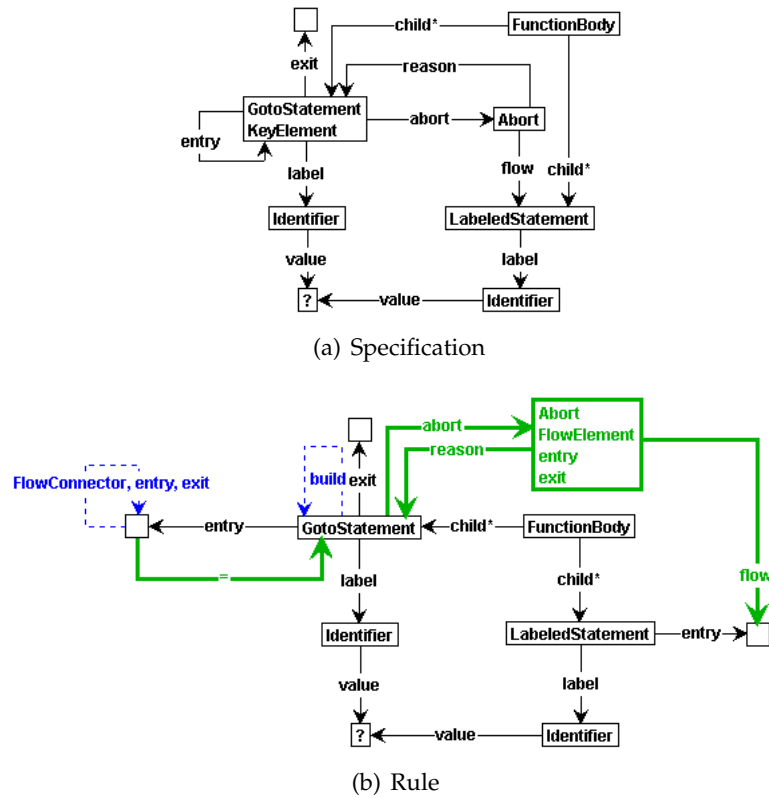 child*
FunctionBody
exit
reason
GotoStatement
KeyElement
abort
Abort
entry
label
flow
child*
Identifier
LabeledStatement
value
label
?
value
Identifier
(a) Specification
abort
Abort
FlowElement
entry
exit
reason
FlowConnector, entry, exit
build
exit
entry
GotoStatement
child*
FunctionBody
=
label
child*
flow
Identifier
LabeledStatement
entry
value
label
?
value
Identifier
(b) Rule